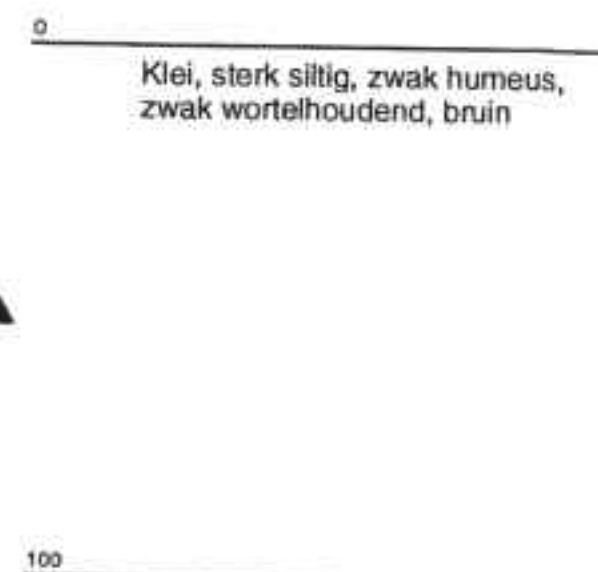 0
Klei, sterk siltig, zwak humeus,
zwak wortelhoudend, bruin
100